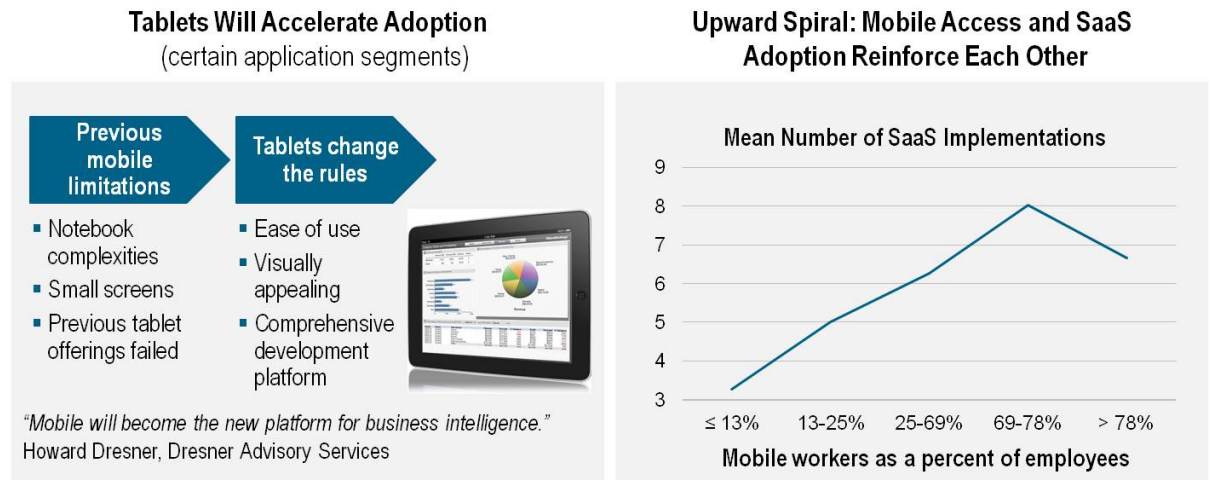 Tablets Will Accelerate Adoption
(certain application segments)
Previous
mobile
limitations
Tablets change
the rules
▪ Notebook
complexities
▪ Small screens
▪ Previous tablet
offerings failed
▪ Ease of use
▪ Visually
appealing
▪ Comprehensive
development
platform
“Mobile will become the new platform for business intelligence.”
Howard Dresner, Dresner Advisory Services
Upward Spiral: Mobile Access and SaaS
Adoption Reinforce Each Other
Mean Number of SaaS Implementations
9
8
7
6
5
4
3
≤ 13% 13-25% 25-69% 69-78% > 78%
Mobile workers as a percent of employees